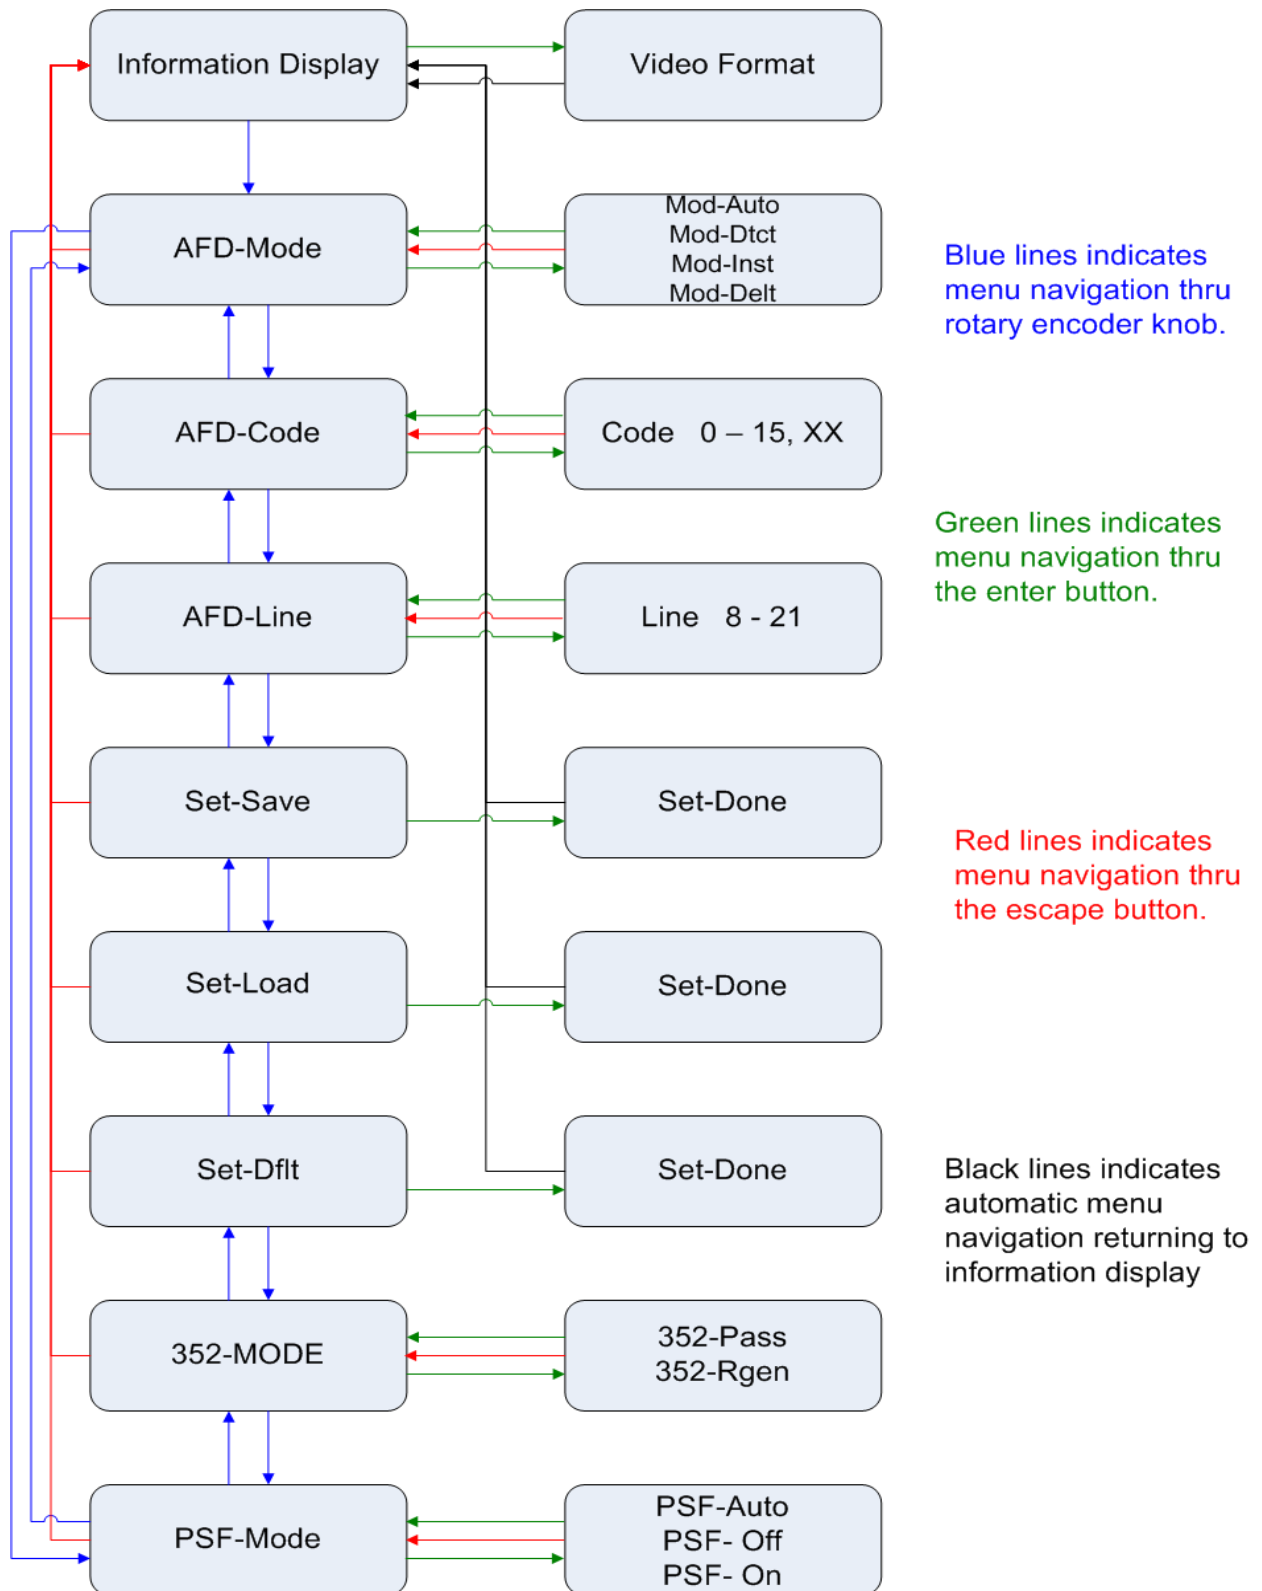 Information Display
Video Format
AFD-Mode
Mod-Auto
Mod-Dtct
Mod-Inst
Mod-Delt
Blue lines indicates
menu navigation thru
rotary encoder knob.
AFD-Code
Code 0 – 15, XX
Green lines indicates
menu navigation thru
the enter button.
AFD-Line
Line 8 - 21
Set-Save
Set-Done
Red lines indicates
menu navigation thru
the escape button.
Set-Load
Set-Done
Set-Dflt
Set-Done
Black lines indicates
automatic menu
navigation returning to
information display
352-MODE
352-Pass
352-Rgen
PSF-Mode
PSF-Auto
PSF- Off
PSF- On